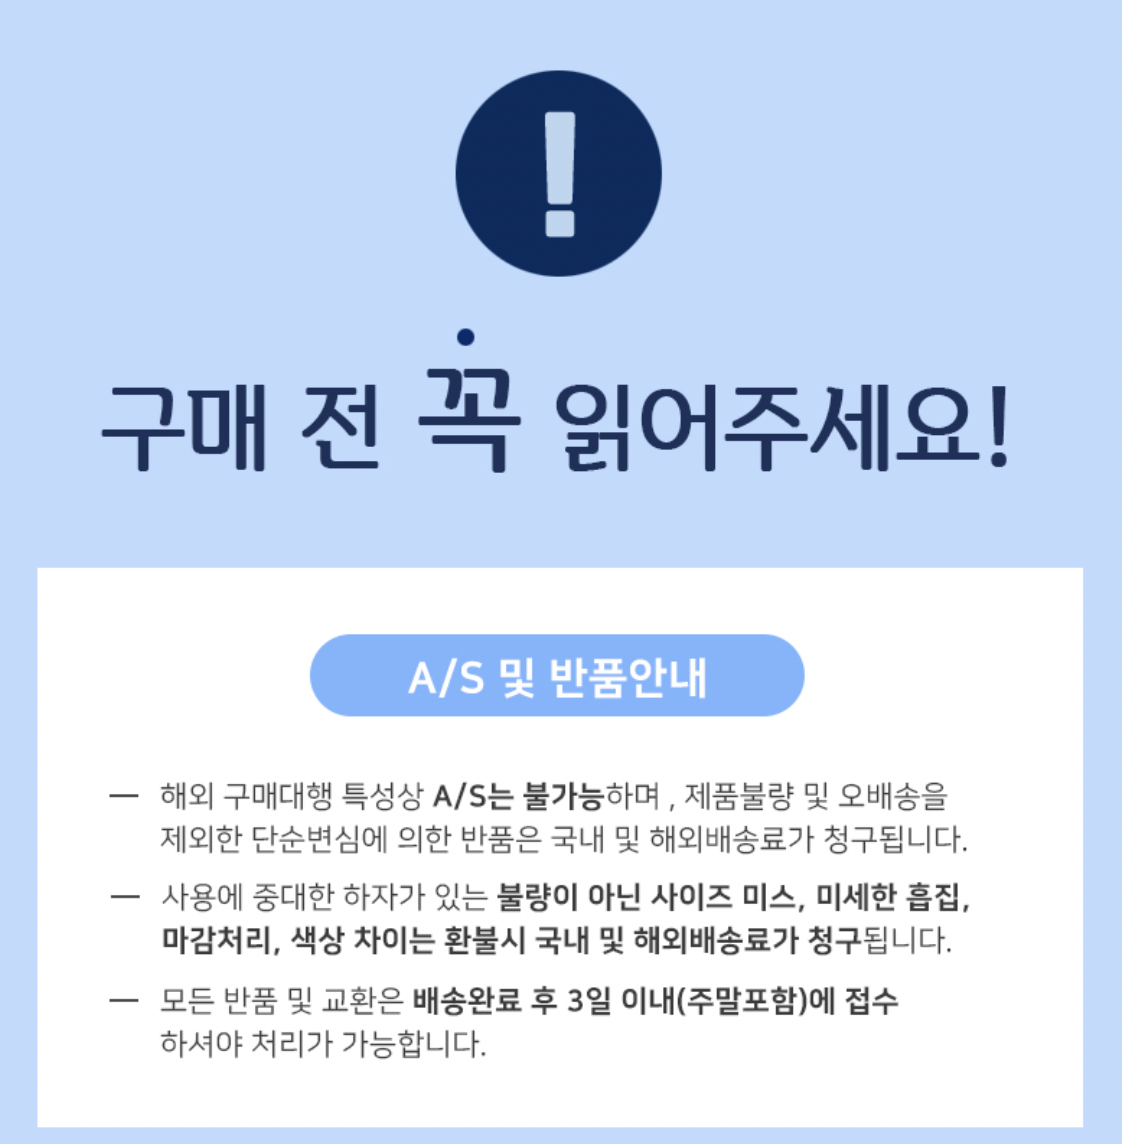 !
구매 전 꼭 읽어주세요!
A/S 및 반품안내
— 해외 구매대행 특성상 A/S는 불가능하며 , 제품불량 및 오배송을
제외한 단순변심에 의한 반품은 국내 및 해외배송료가 청구됩니다.
— 사용에 중대한 하자가 있는 불량이 아닌 사이즈 미스, 미세한 흠집,
마감처리, 색상 차이는 환불시 국내 및 해외배송료가 청구됩니다.
— 모든 반품 및 교환은 배송완료 후 3일 이내(주말포함)에 접수
하셔야 처리가 가능합니다.